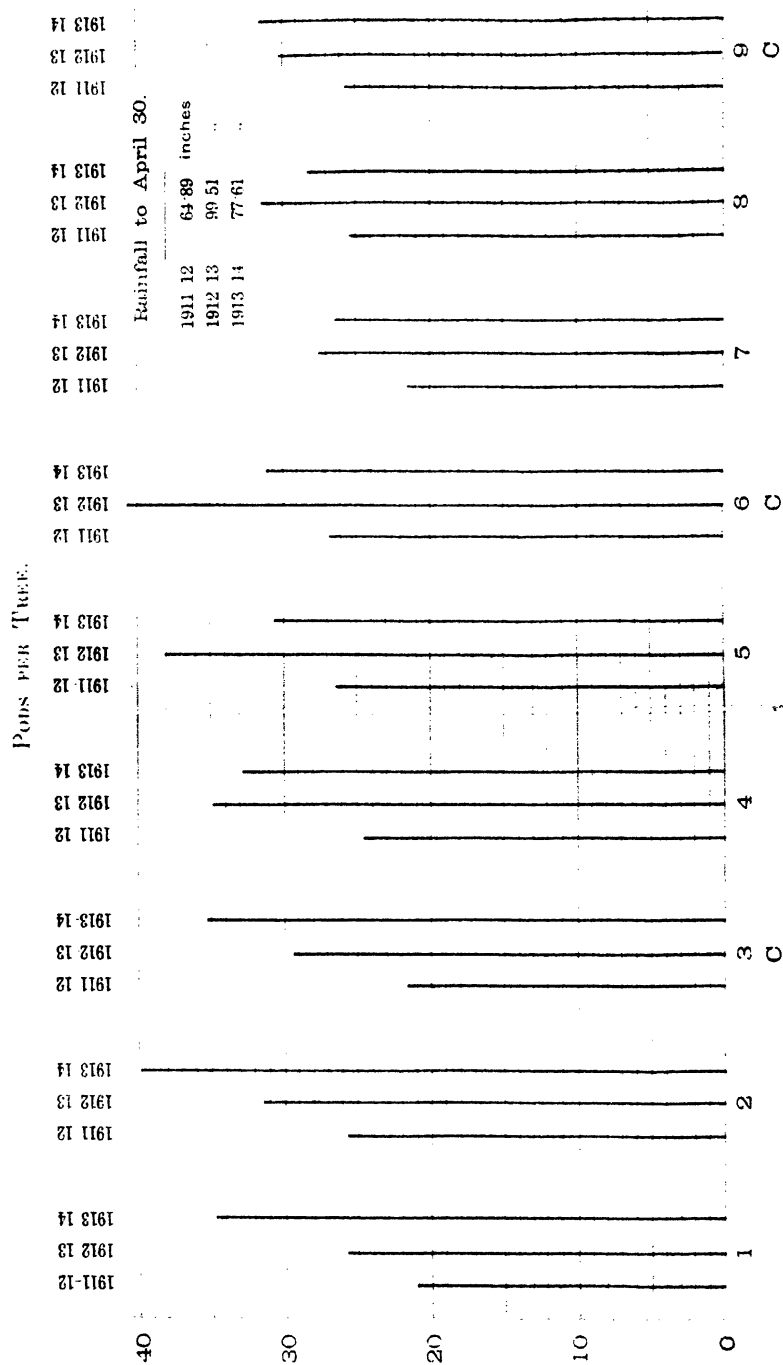 PODS PER TREE.
1911-12 1912 13 1913 14 1911 12 1912 13 1913 14 1911 12 1912 13 1913-14 1911 12 1912 13 1913 14 1911-12 1912 13 1913 14 1911 12 1912 13 1913 14 1911 12 1912 13 1913 14 1911 12 1912 13 1913 14 1911 12 1912 13 1913 14
Rainfall to April 30.
1911 12 64·89 inches
1912 13 99 51 "
1913 14 77·61 "
40
30
20
10
0
1 2 3 4 5 6 7 8 9
C C C